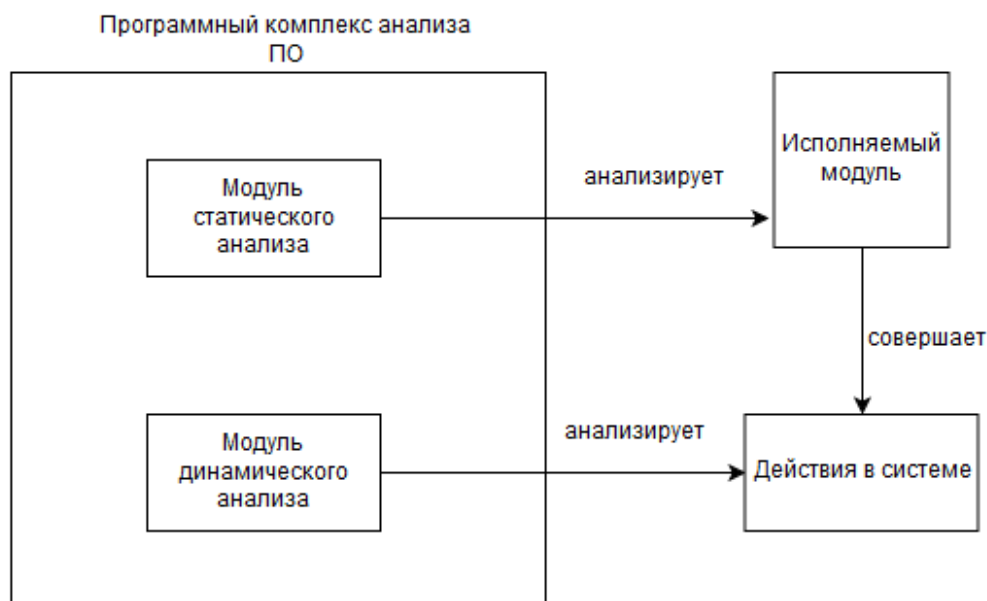 Программный комплекс анализа
ПО
Исполняемый
модуль
Модуль
статического
анализа
анализирует
совершает
Модуль
динамического
анализа
анализирует
Действия в системе